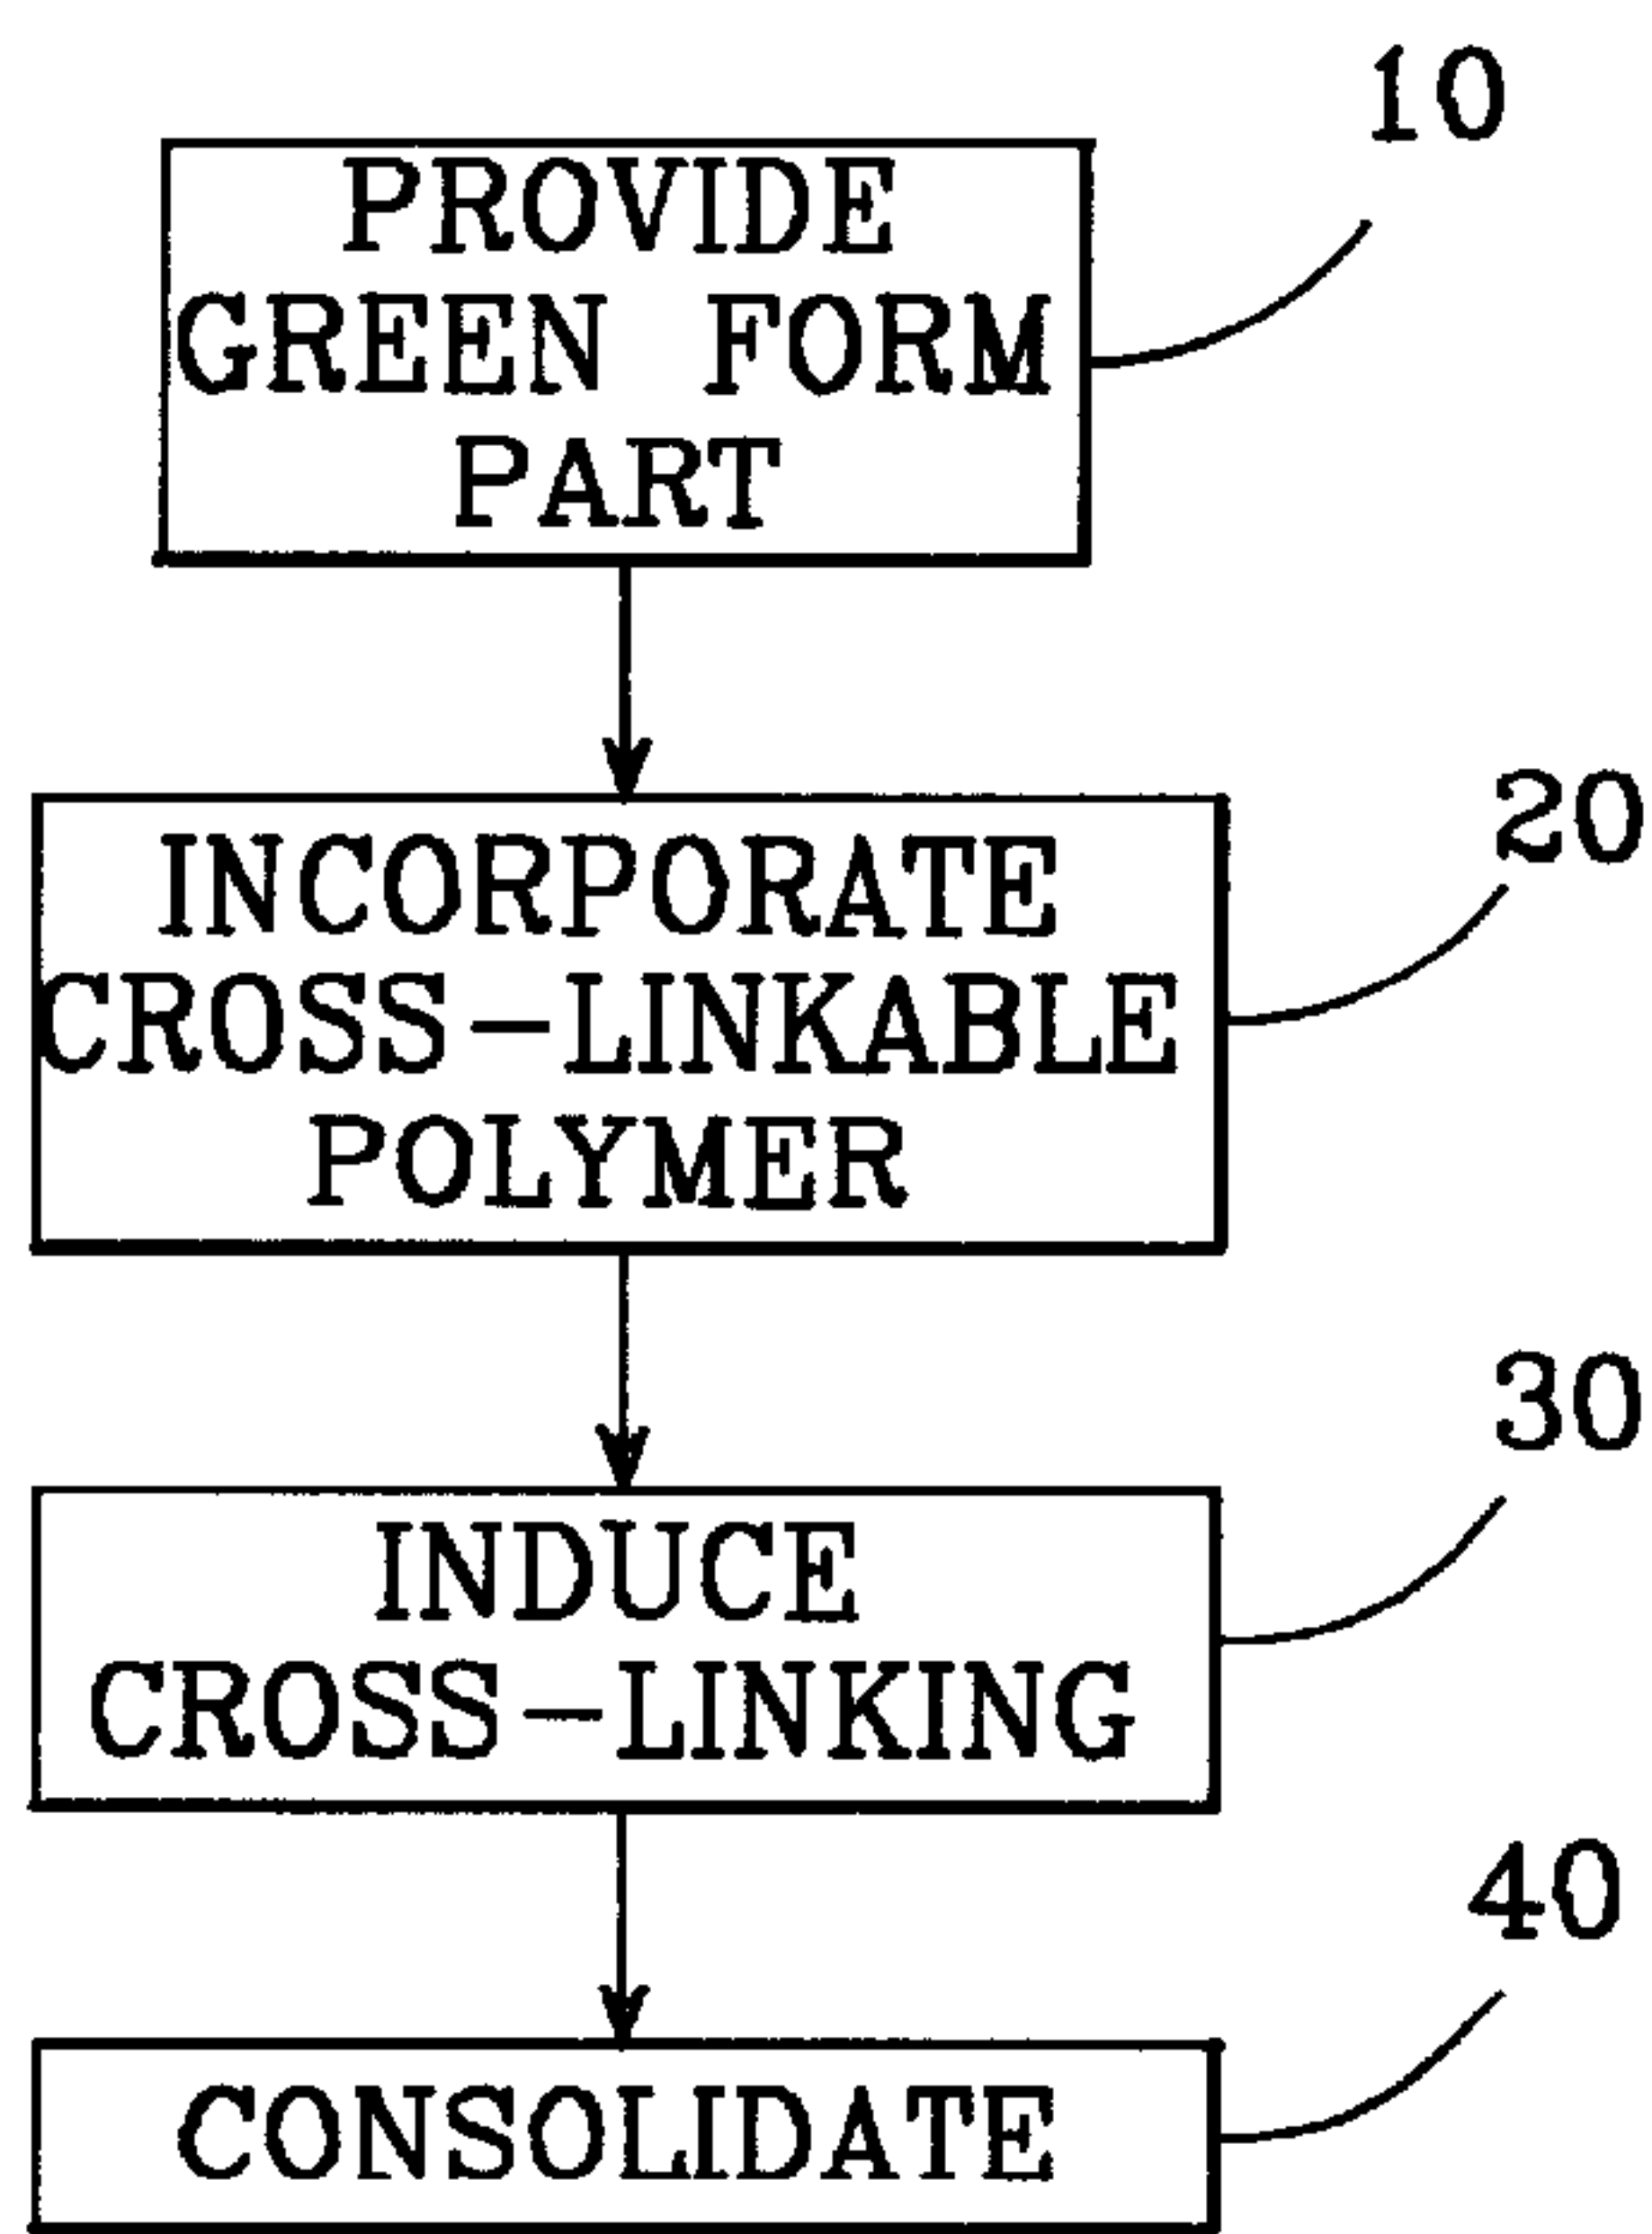 10
PROVIDE
GREEN FORM
PART
20
INCORPORATE
CROSS-LINKABLE
POLYMER
30
INDUCE
CROSS-LINKING
40
CONSOLIDATE